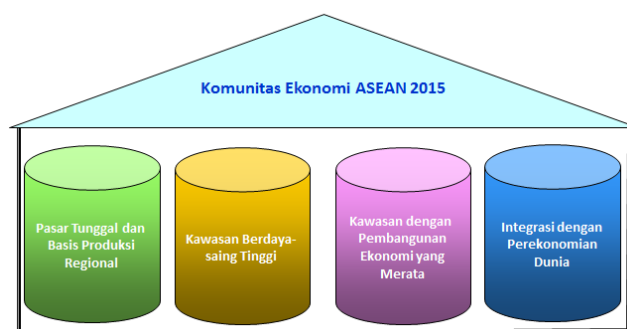 Komunitas Ekonomi ASEAN 2015
Pasar Tunggal dan
Basis Produksi
Regional
Kawasan Berdaya-
saing Tinggi
Kawasan dengan
Pembangunan
Ekonomi yang
Merata
Integrasi dengan
Perekonomian
Dunia